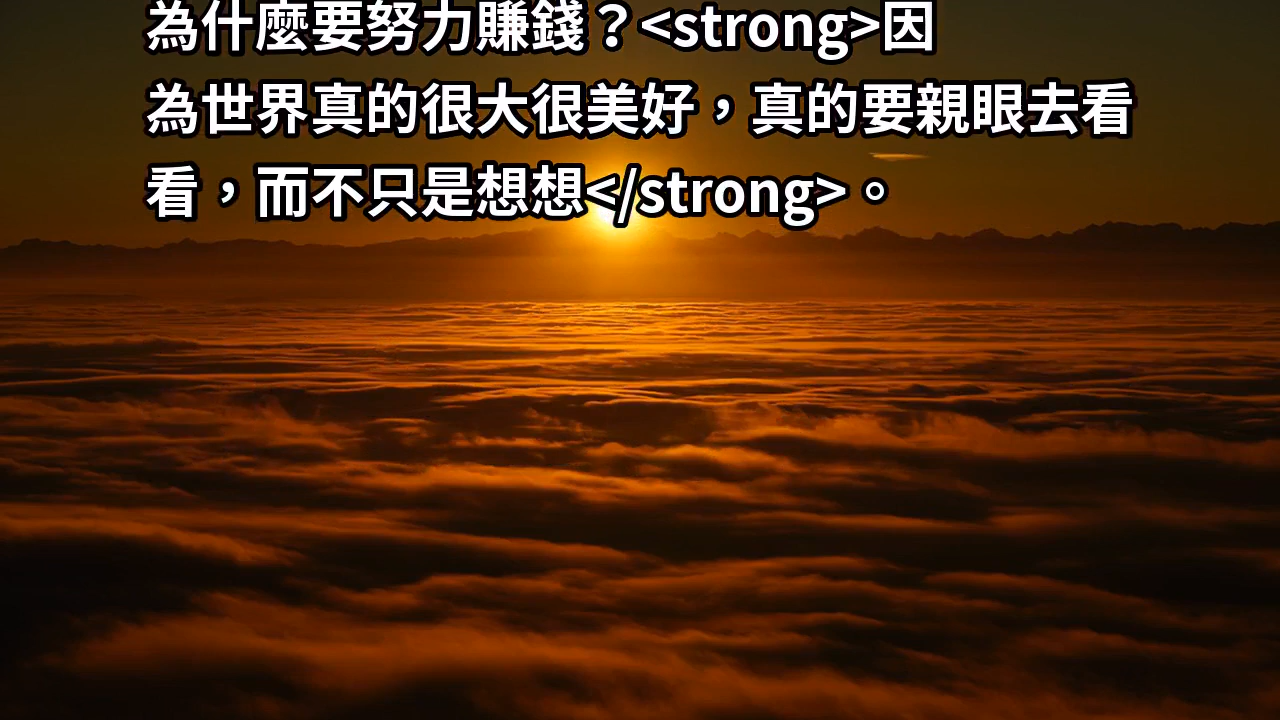 為什麼要努力賺錢？<strong>因
為世界真的很大很美好，真的要親眼去看
看，而不只是想想</strong>。